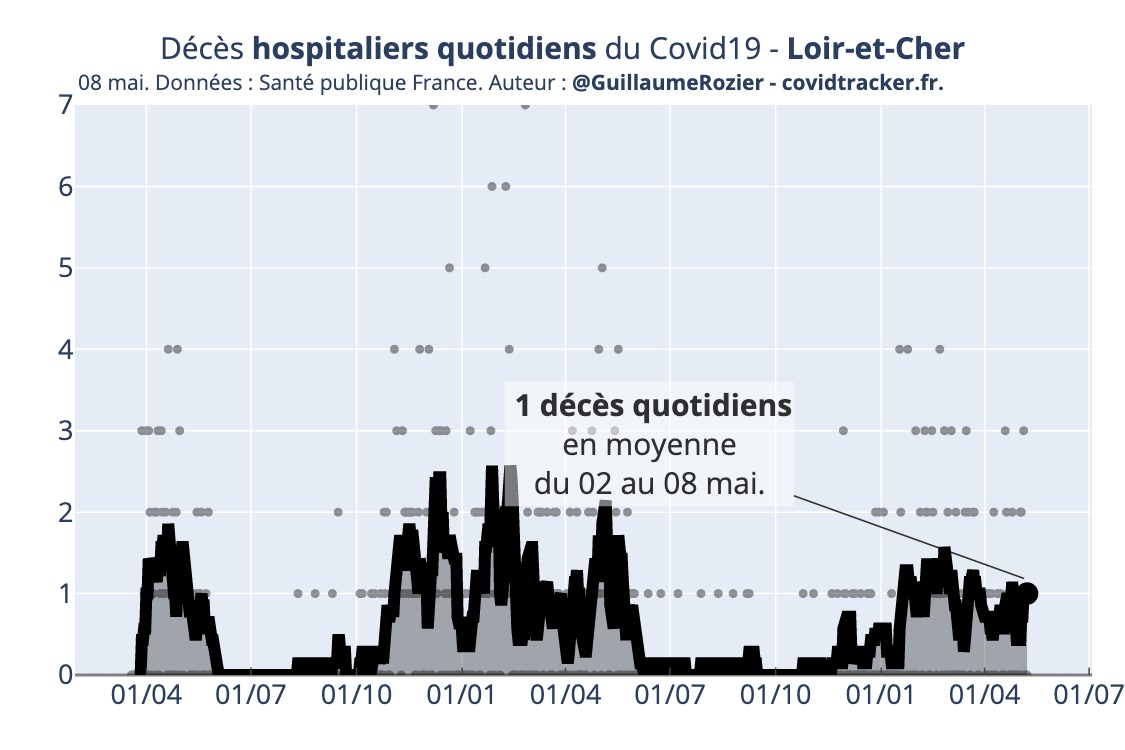 Décès hospitaliers quotidiens du Covid19 - Loir-et-Cher
08 mai. Données : Santé publique France. Auteur : @GuillaumeRozier - covidtracker.fr.
7
6
5
4
3
2
1
0
1 décès quotidiens
en moyenne
du 02 au 08 mai.
01/04 01/07 01/10 01/01 01/04 01/07 01/10 01/01 01/04 01/07